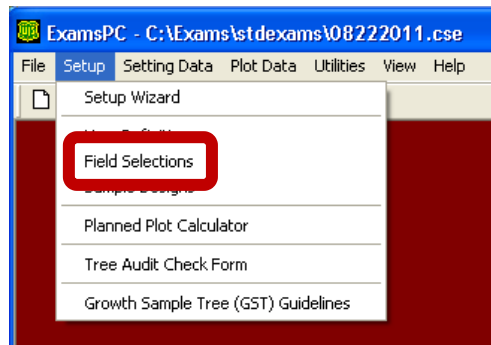 ExamsPC - C:\Exams\stdexams\08222011.cse
File Setup Setting Data Plot Data Utilities View Help
Setup Wizard
Field Selections
Planned Plot Calculator
Tree Audit Check Form
Growth Sample Tree (GST) Guidelines